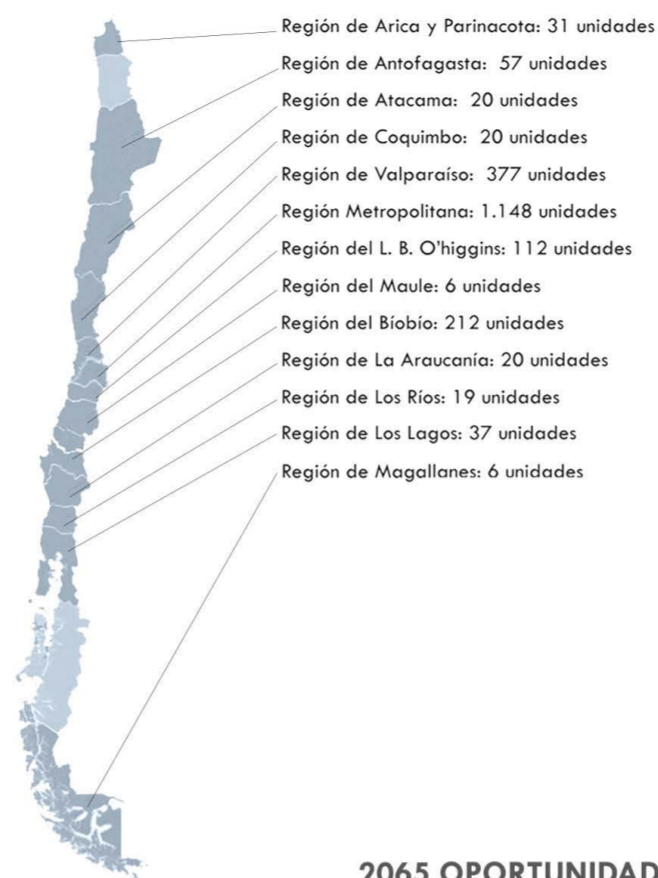 Región de Arica y Parinacota: 31 unidades
Región de Antofagasta: 57 unidades
Región de Atacama: 20 unidades
Región de Coquimbo: 20 unidades
Región de Valparaíso: 377 unidades
Región Metropolitana: 1.148 unidades
Región del L. B. O'higgins: 112 unidades
Región del Maule: 6 unidades
Región del Bíobío: 212 unidades
Región de La Araucanía: 20 unidades
Región de Los Ríos: 19 unidades
Región de Los Lagos: 37 unidades
Región de Magallanes: 6 unidades
2065 OPORTUNIDAD